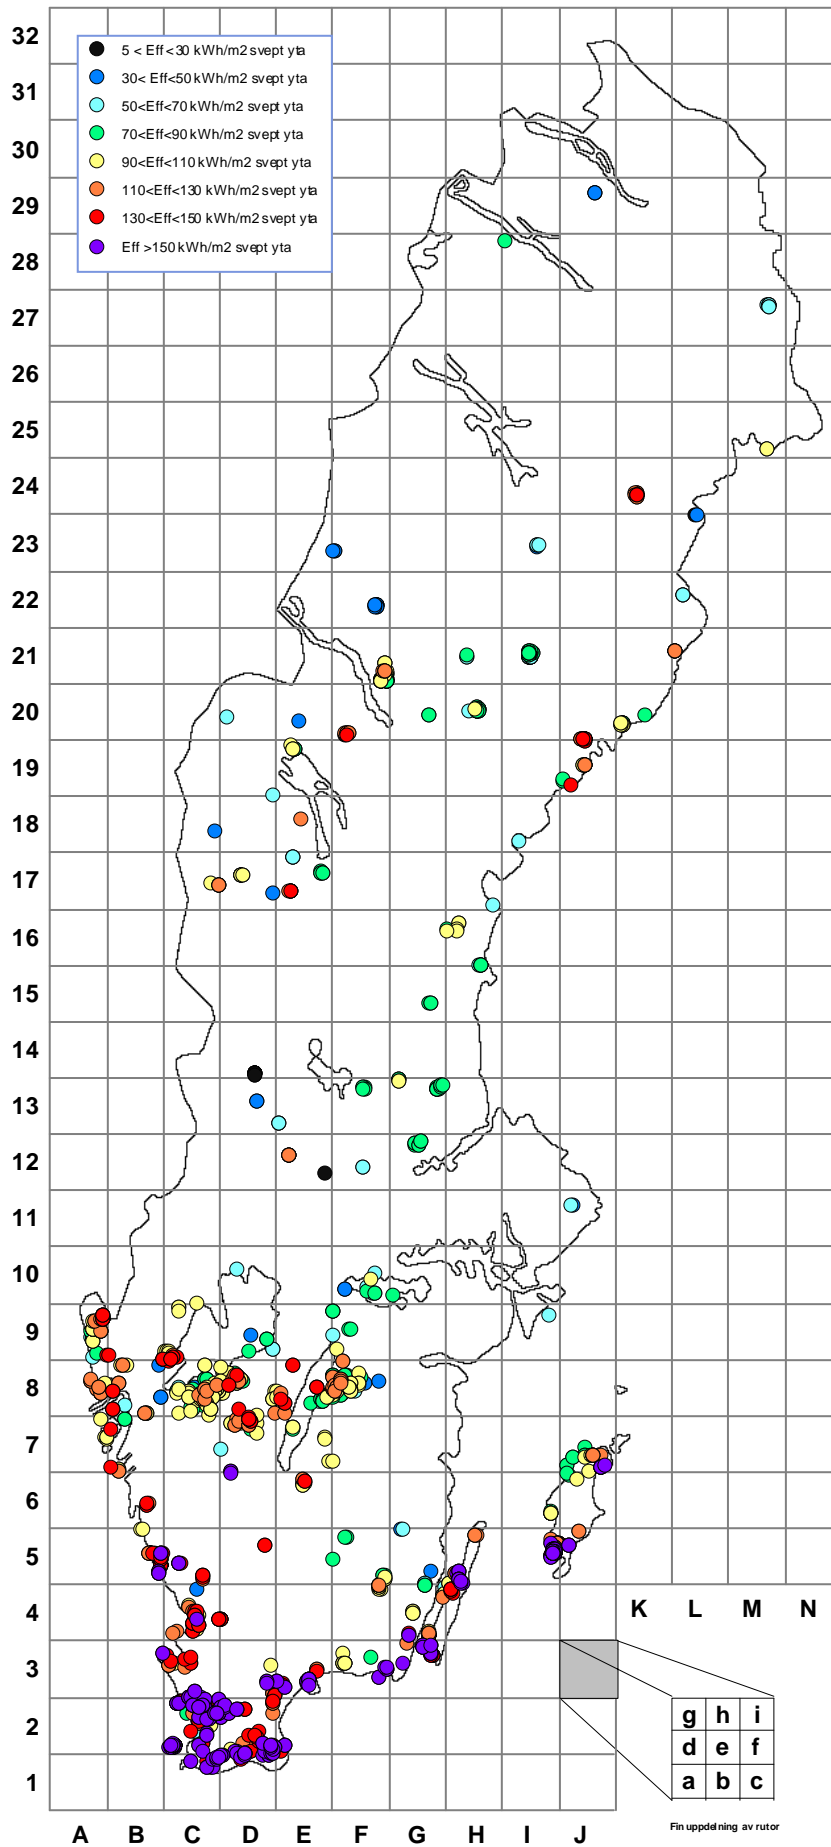 32
5 < Eff<30 kWh/m2 svept yta
30< Eff<50 kWh/m2 svept yta
50<Eff<70 kWh/m2 svept yta
70<Eff<90 kWh/m2 svept yta
90<Eff<110 kWh/m2 svept yta
110<Eff<130 kWh/m2 svept yta
130<Eff<150 kWh/m2 svept yta
Eff >150 kWh/m2 svept yta
31
30
29
28
27
26
25
24
23
22
21
20
19
18
17
16
15
14
13
12
11
10
9
8
7
6
5
4
K L M N
3
2
g h i
d e f
a b c
1
Fin uppdelning av rutor
A B C D E F G H I J